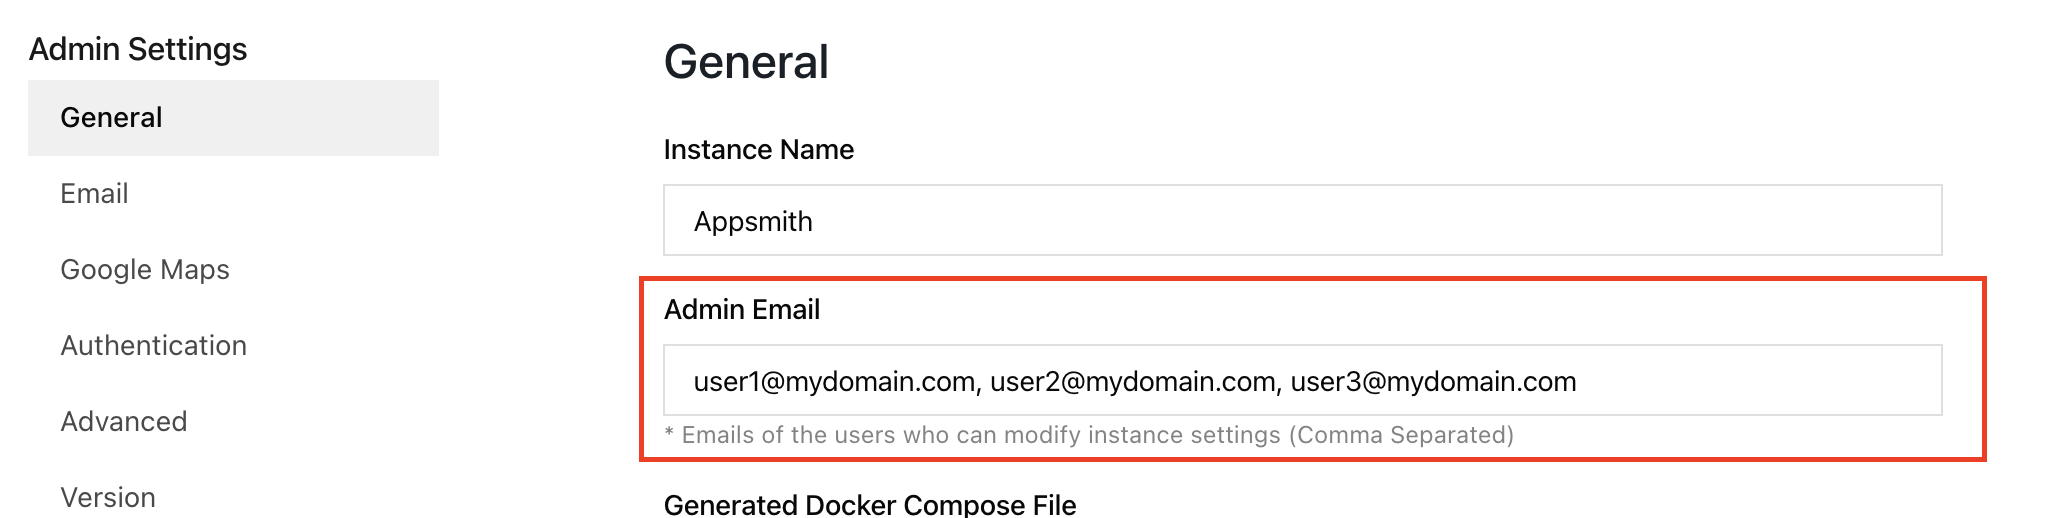 Admin Settings
General
Email
Google Maps
Authentication
Advanced
Version
General
Instance Name
Appsmith
Admin Email
user1@mydomain.com, user2@mydomain.com, user3@mydomain.com
* Emails of the users who can modify instance settings (Comma Separated)
Generated Docker Compose File